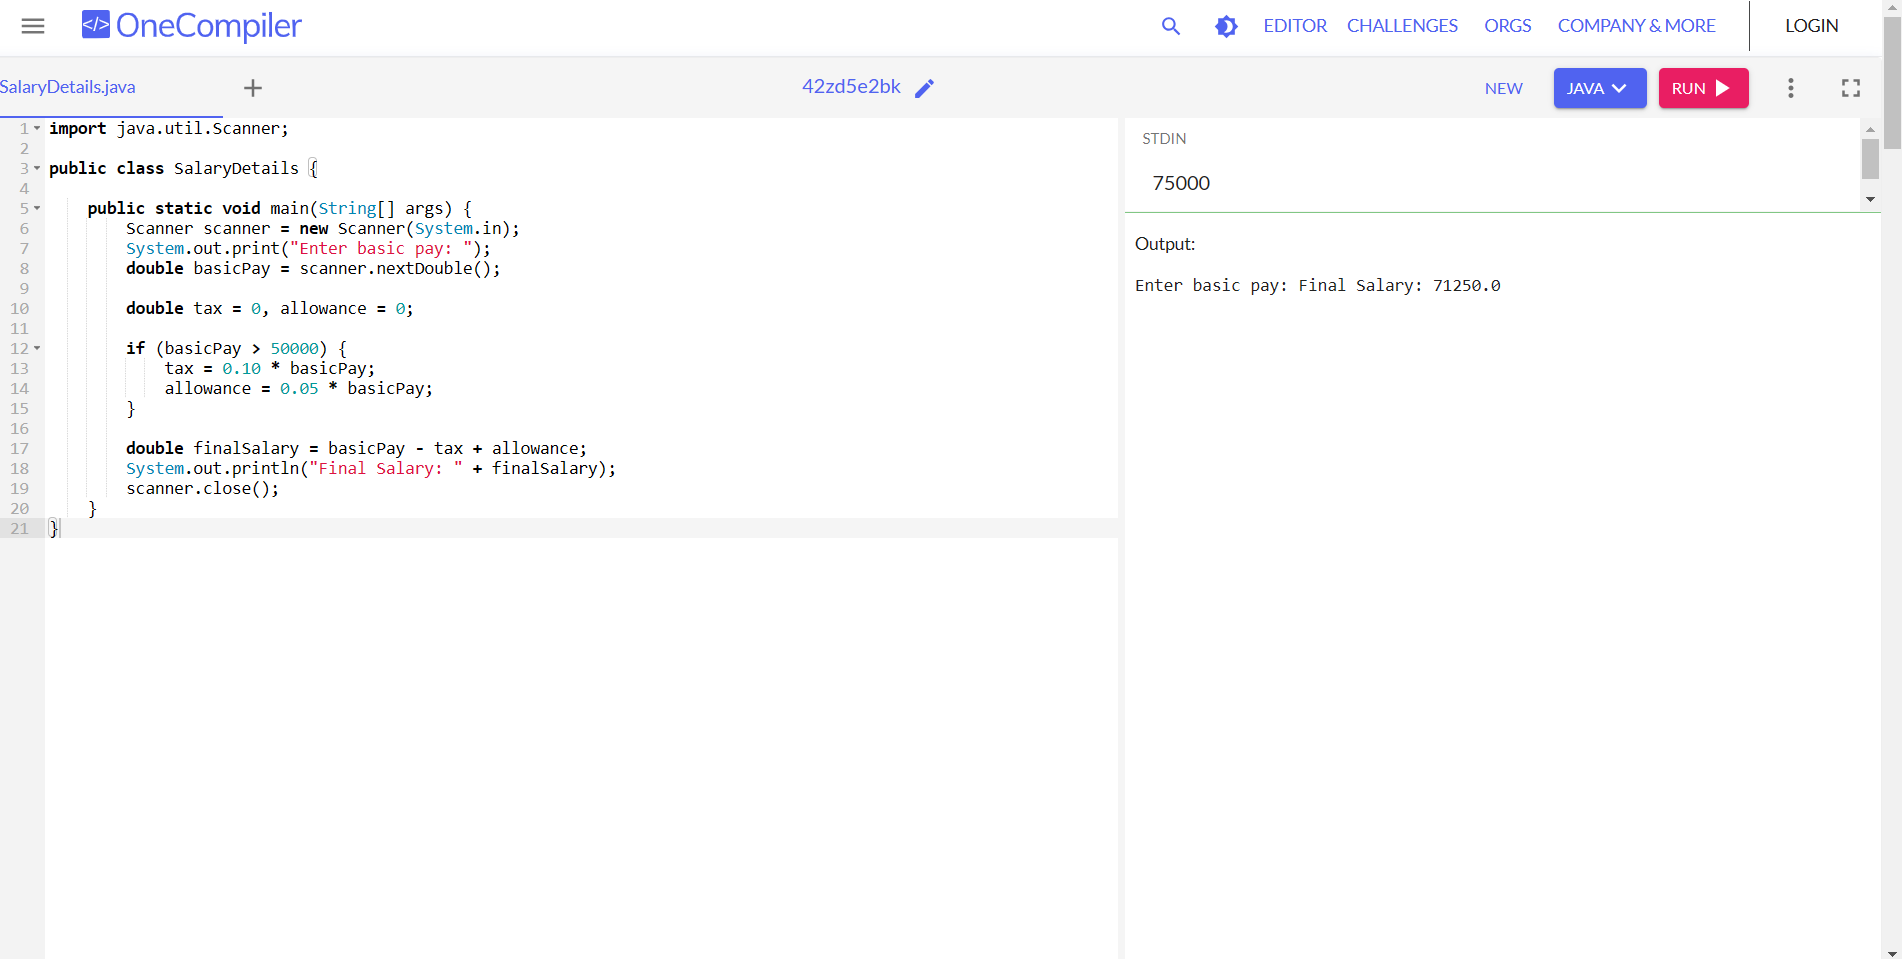 </> OneCompiler EDITOR CHALLENGES ORGS COMPANY & MORE LOGIN
SalaryDetails.java + 42zd5e2bk NEW JAVA RUN
1 import java.util.Scanner;
2
3 public class SalaryDetails {
4
5     public static void main(String[] args) {
6         Scanner scanner = new Scanner(System.in);
7         System.out.print("Enter basic pay: ");
8         double basicPay = scanner.nextDouble();
9
10         double tax = 0, allowance = 0;
11
12         if (basicPay > 50000) {
13             tax = 0.10 * basicPay;
14             allowance = 0.05 * basicPay;
15         }
16
17         double finalSalary = basicPay - tax + allowance;
18         System.out.println("Final Salary: " + finalSalary);
19         scanner.close();
20     }
21 }
STDIN
75000
Output:
Enter basic pay: Final Salary: 71250.0